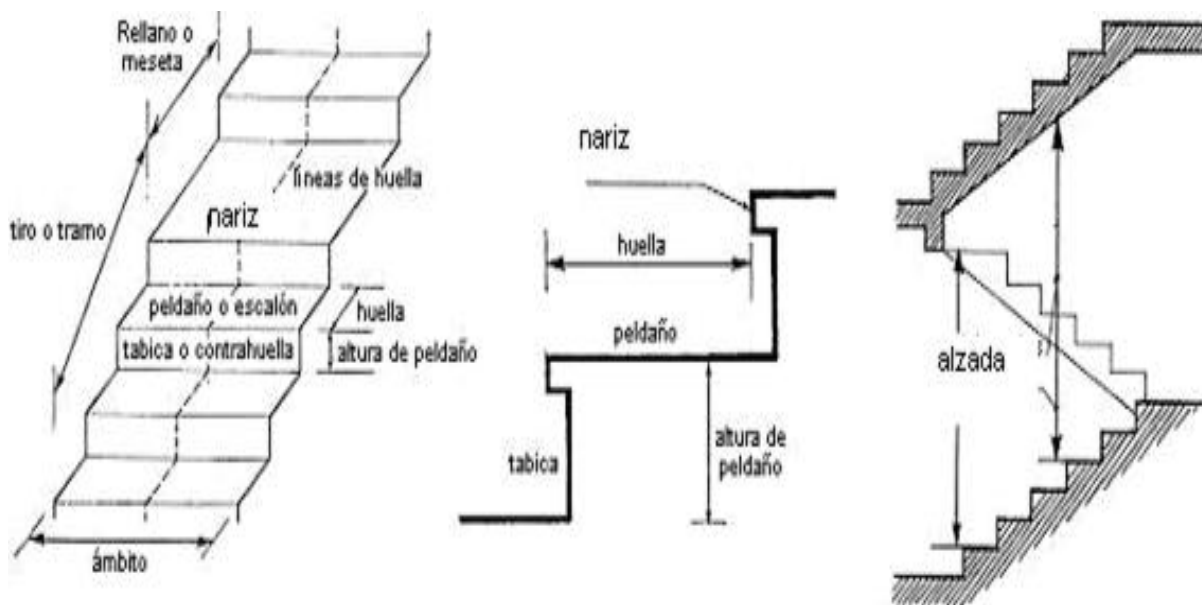 Rellano o
meseta
líneas de huella
nariz
tiro o tramo
peldaño o escalón
huella
tabica o contrahuella
altura de peldaño
ámbito
nariz
huella
peldaño
tabica
altura de
peldaño
alzada